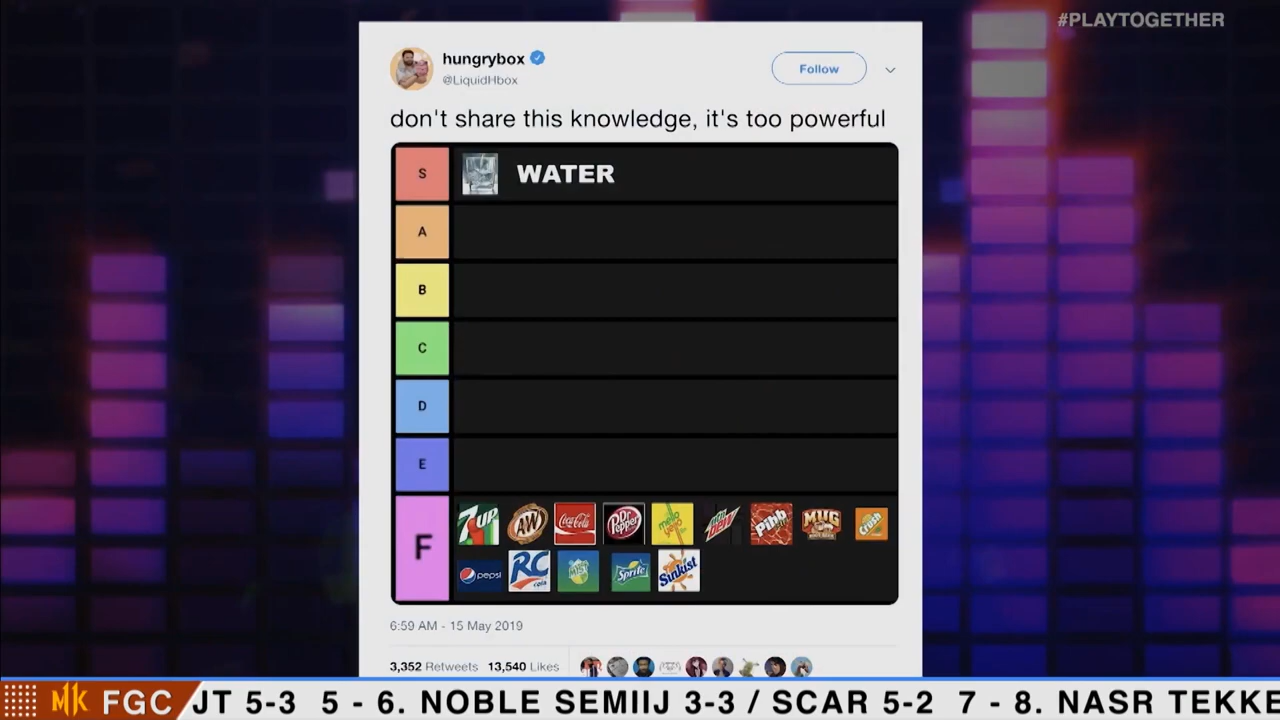 #PLAYTOGETHER
hungrybox
@LiquidHbox
Follow
don't share this knowledge, it's too powerful
S
WATER
A
B
C
D
E
F
7UP
A&W
Coca-Cola
Dr Pepper
mello yello
Mtn Dew
Pibb
MUG
Crush
pepsi
RC cola
MIST
Sprite
Sunkist
6:59 AM - 15 May 2019
3,352 Retweets 13,540 Likes
MK FGC JT 5-3 5 - 6. NOBLE SEMIIJ 3-3 / SCAR 5-2 7 - 8. NASR TEKKE